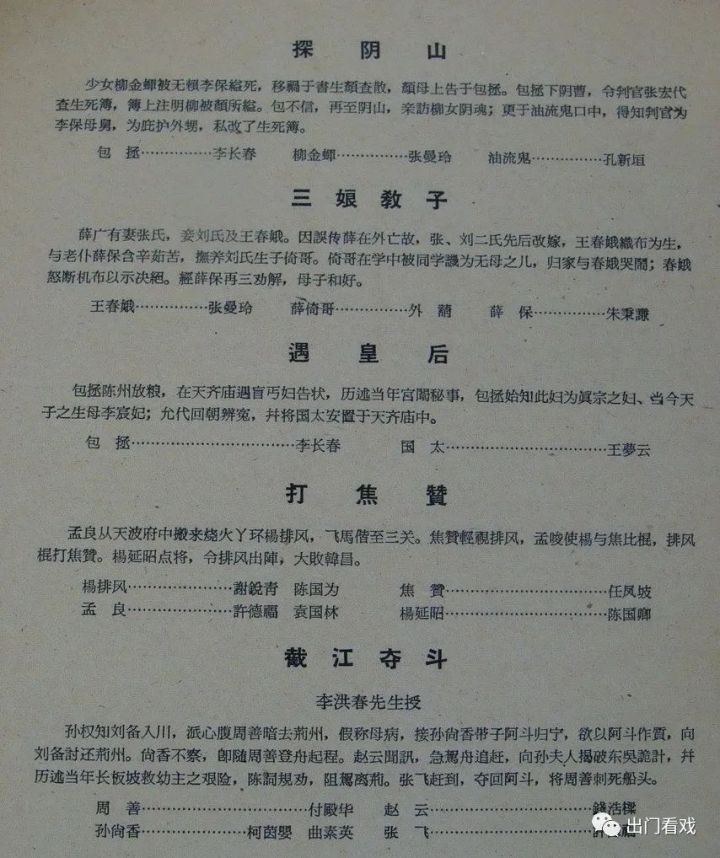 探阴山
少女柳金蟬被无賴李保縊死，移禍于書生顏查散，顏母上告于包拯。包拯下阴曹，令判官张宏代
查生死簿，簿上注明柳被顏所縊。包不信，再至阴山，亲訪柳女阴魂；更于油流鬼口中，得知判官为
李保母舅，为庇护外甥，私改了生死簿。
包拯……………李长春 柳金蟬……………张曼玲 油流鬼……………孔新垣
三娘敎子
薛广有妻张氏，妾刘氏及王春娥。因誤传薛在外亡故，张、刘二氏先后改嫁，王春娥織布为生，
与老仆薛保含辛茹苦，撫养刘氏生子倚哥。倚哥在学中被同学譏为无母之儿，归家与春娥哭鬧；春娥
怒断机布以示决絕。經薛保再三劝解，母子和好。
王春娥……………张曼玲 薛倚哥……………外 請 薛保……………朱秉謙
遇皇后
包拯陈州放粮，在天齐庙遇盲丐妇告状，历述当年宫闈秘事，包拯始知此妇为眞宗之妇、当今天
子之生母李宸妃；允代回朝辨寃，幷将国太安置于天齐庙中。
包拯……………李长春 国太……………王夢云
打焦贊
孟良从天波府中搬来烧火丫环楊排风，飞馬偕至三关。焦贊輕視排风，孟唆使楊与焦比棍，排风
棍打焦贊。楊延昭点将，令排风出陣，大敗韓昌。
楊排风……………謝銳靑 陈国为 焦贊……………任凤坡
孟良……………許德福 袁国林 楊延昭……………陈国卿
截江夺斗
李洪春先生授
孙权知刘备入川，派心腹周善暗去荊州，假称母病，接孙尙香带子阿斗归宁，欲以阿斗作質，向
刘备討还荊州。尙香不察，卽随周善登舟起程。赵云聞訊，急駕舟追赶，向孙夫人揭破东吳詭計，幷
历述当年长板坡救幼主之艰险，陈詞規劝，阻駕离荊。张飞赶到，夺回阿斗，将周善刺死船头。
周善……………付殿华 赵云……………錢浩樑
孙尙香……………柯茵嬰 曲素英 张飞……………
出门看戏